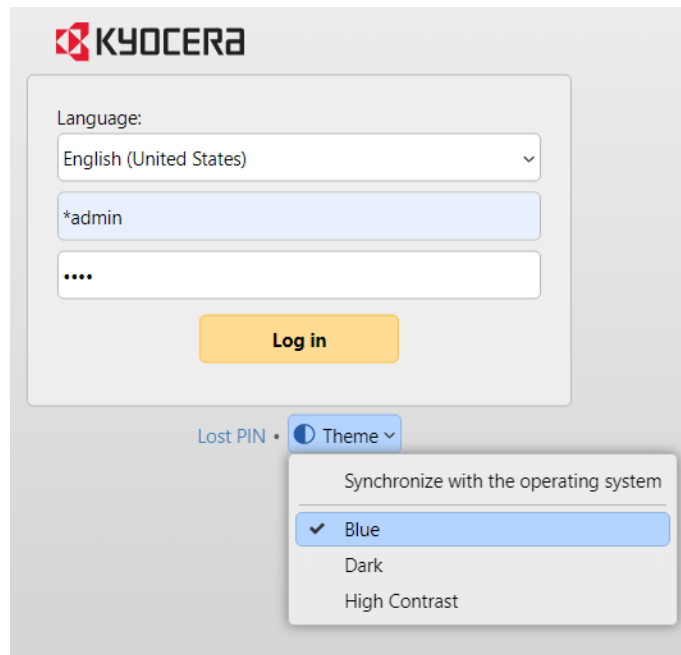 KYOCERA
Language:
English (United States)
*admin
••••
Log in
Lost PIN • Theme
Synchronize with the operating system
Blue
Dark
High Contrast